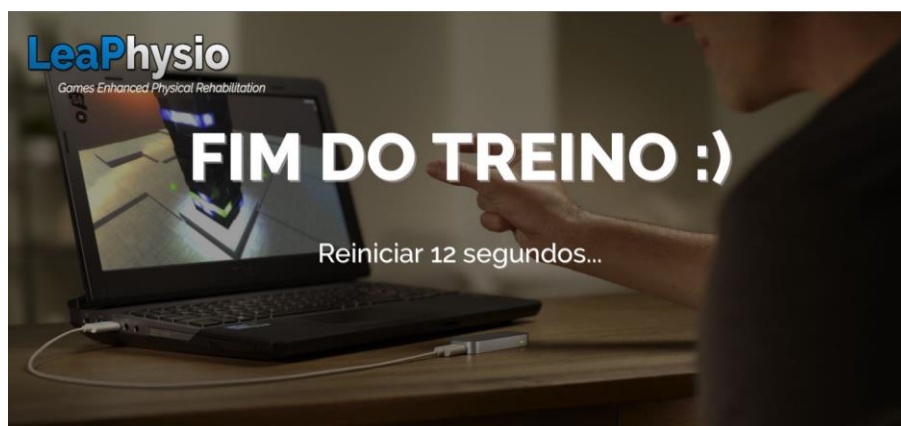 LeaPhysio
Games Enhanced Physical Rehabilitation
FIM DO TREINO :)
Reiniciar 12 segundos...